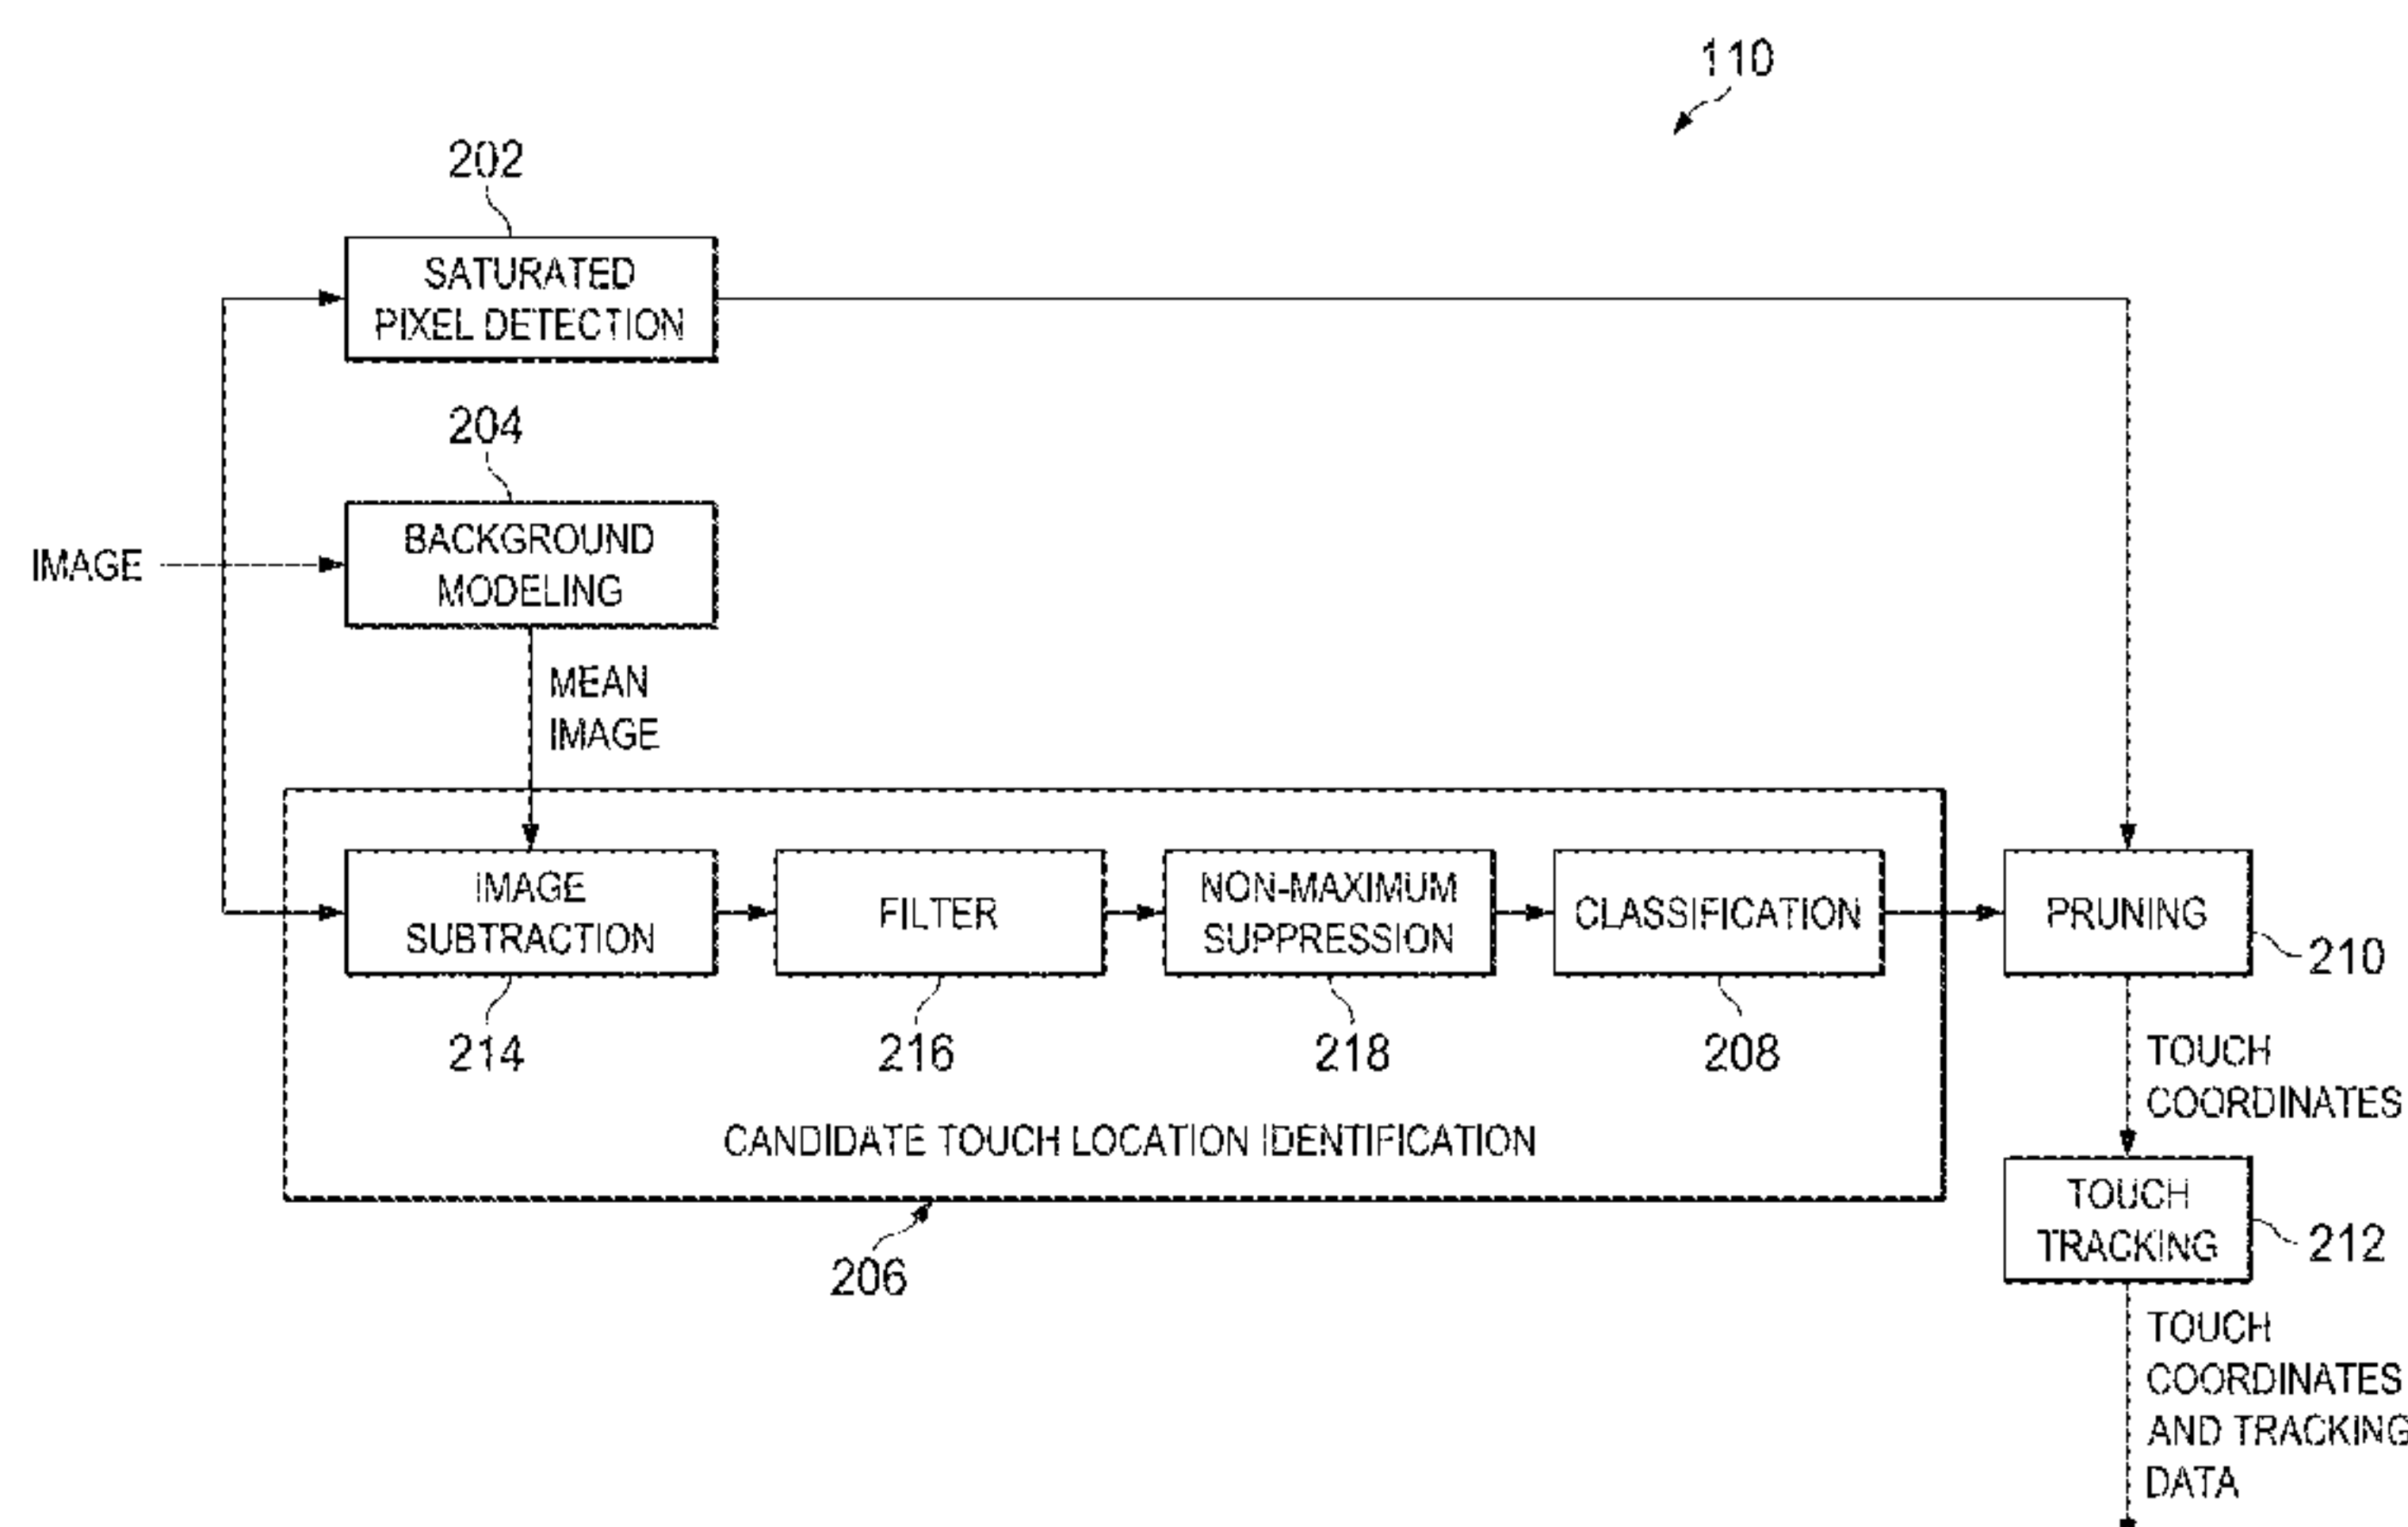 110
202
SATURATED
PIXEL DETECTION
204
IMAGE
BACKGROUND
MODELING
MEAN
IMAGE
IMAGE
SUBTRACTION
FILTER
NON-MAXIMUM
SUPPRESSION
CLASSIFICATION
PRUNING
210
214
216
218
208
TOUCH
COORDINATES
CANDIDATE TOUCH LOCATION IDENTIFICATION
206
TOUCH
TRACKING
212
TOUCH
COORDINATES
AND TRACKING
DATA